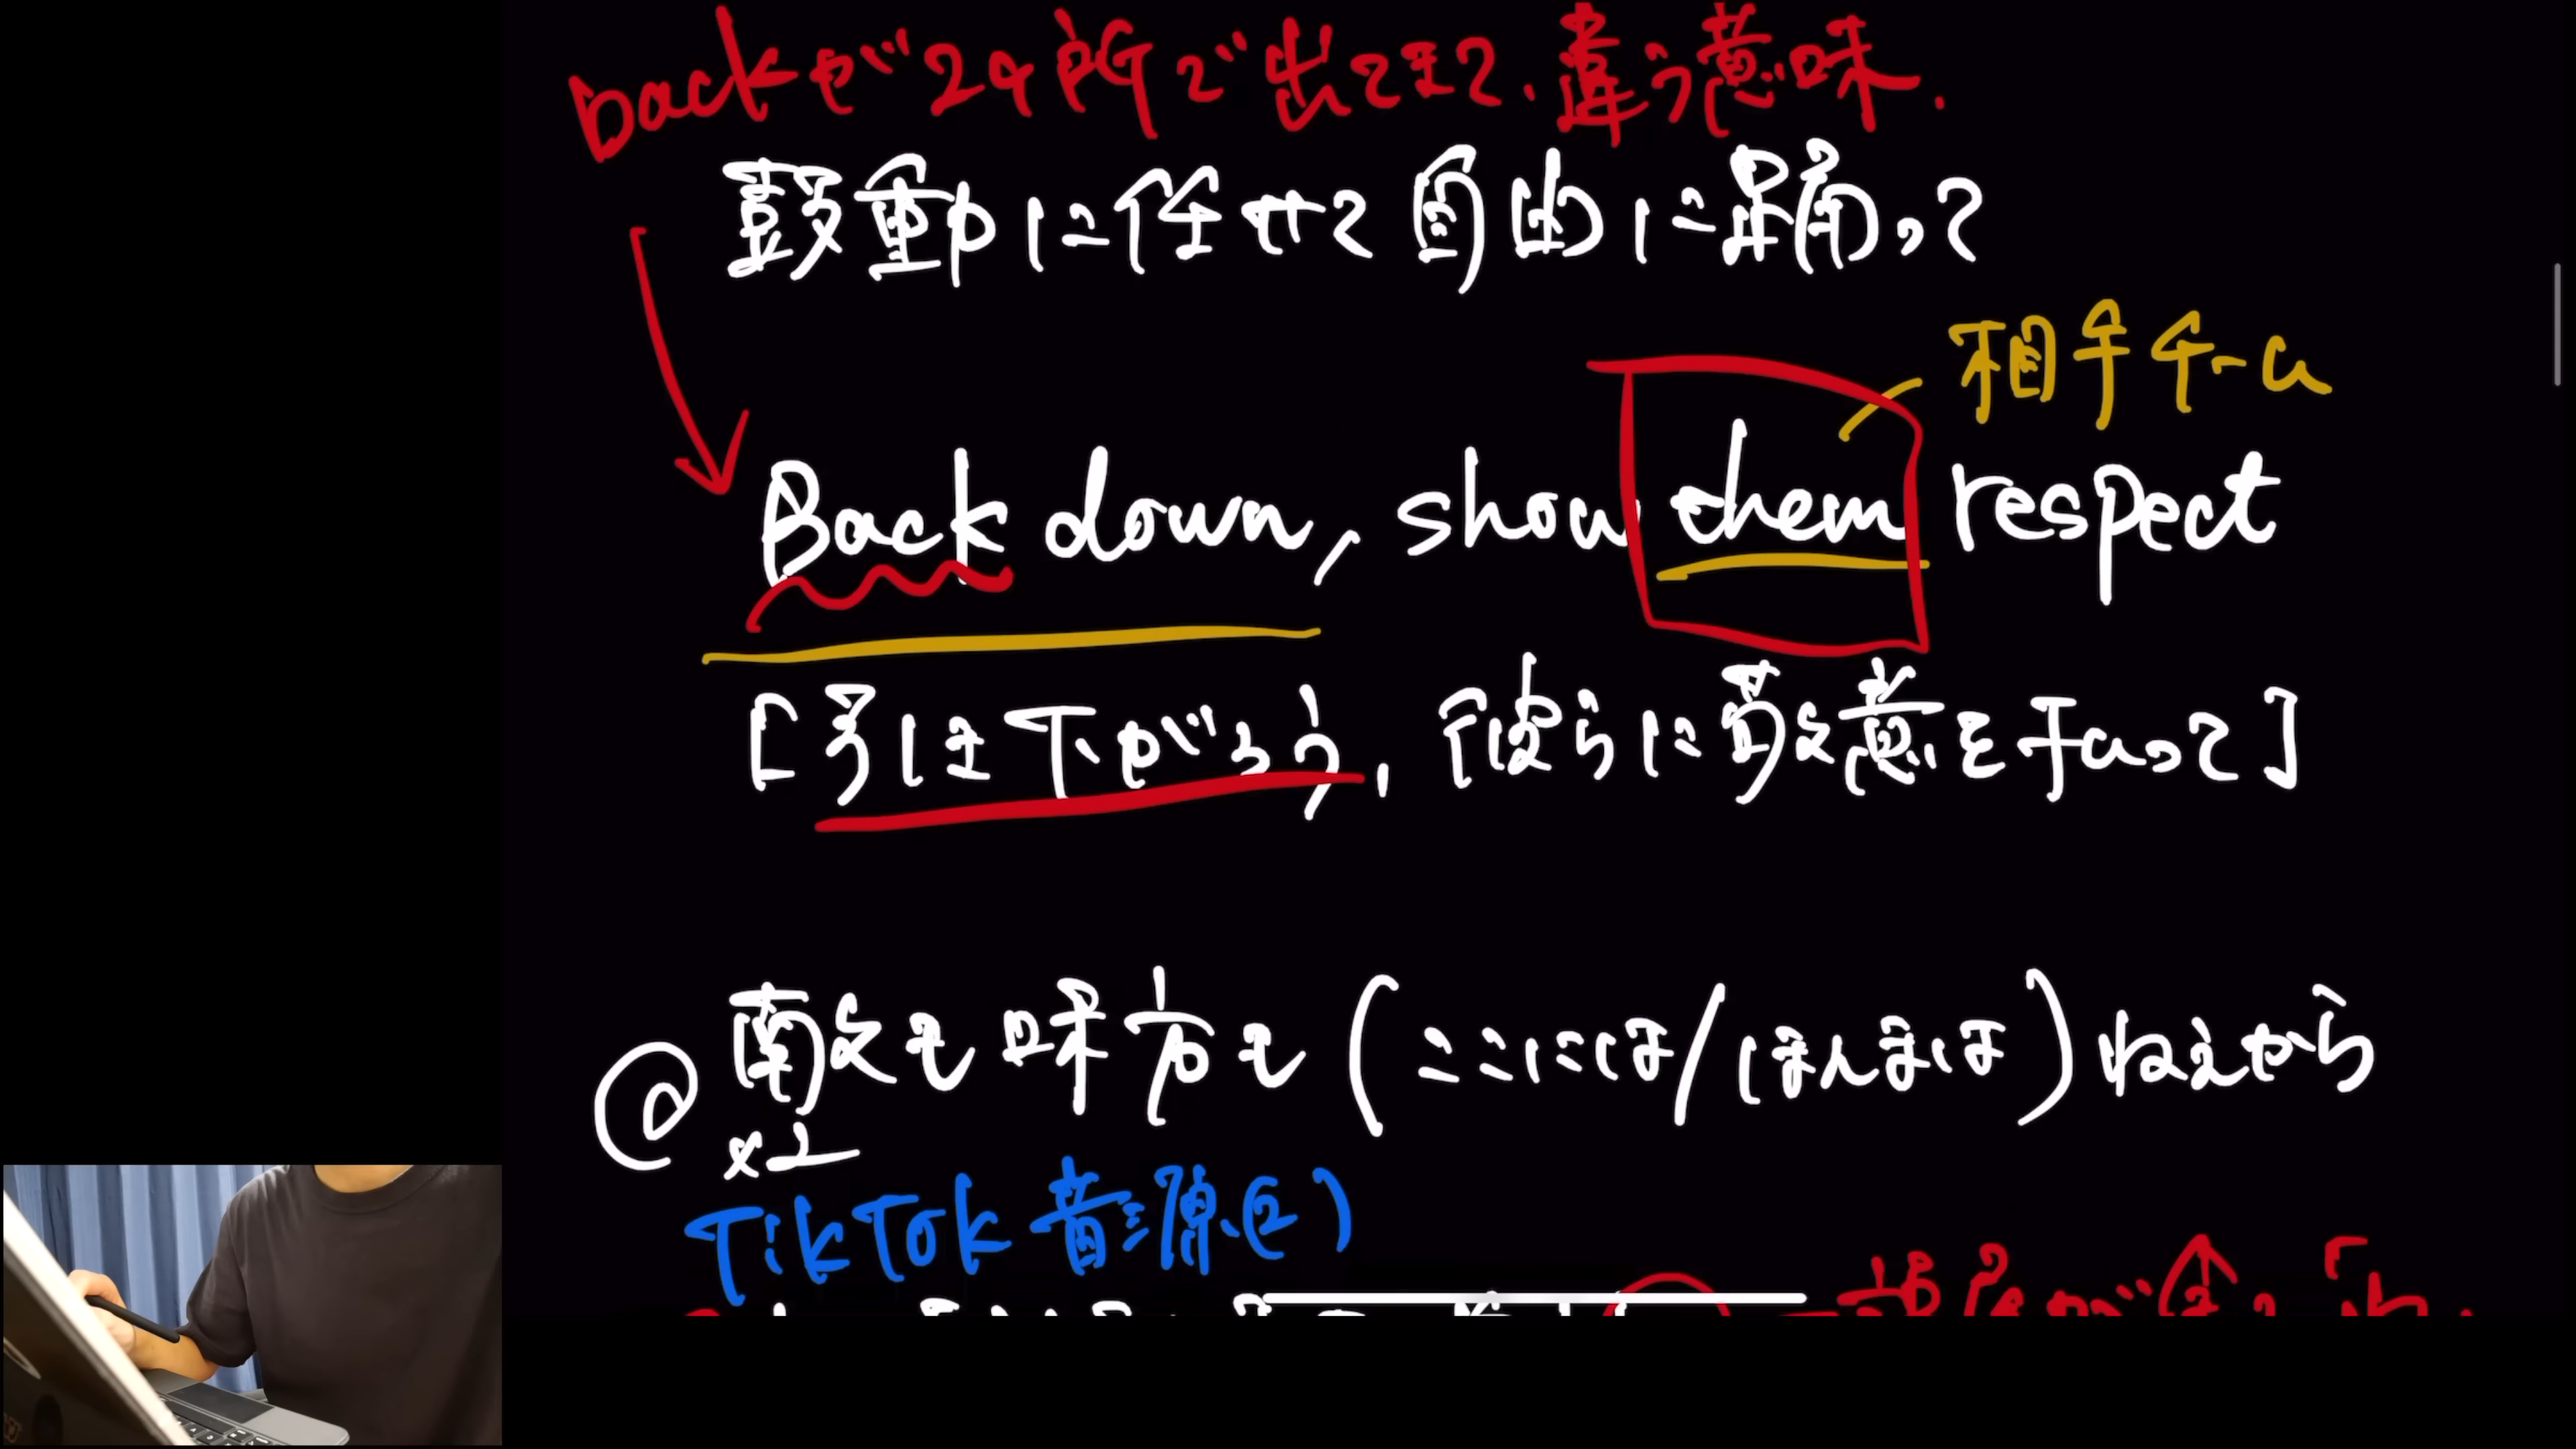 backが2ヶ所で出てきて、違う意味.
鼓動に任せて自由に踊って
相手チーム
Back down, show them respect
[引き下がろう, 彼らに敬意を払って]
@ 敵も味方も (ここには/ほんまは) ねえから
x2
TikTok音源②)